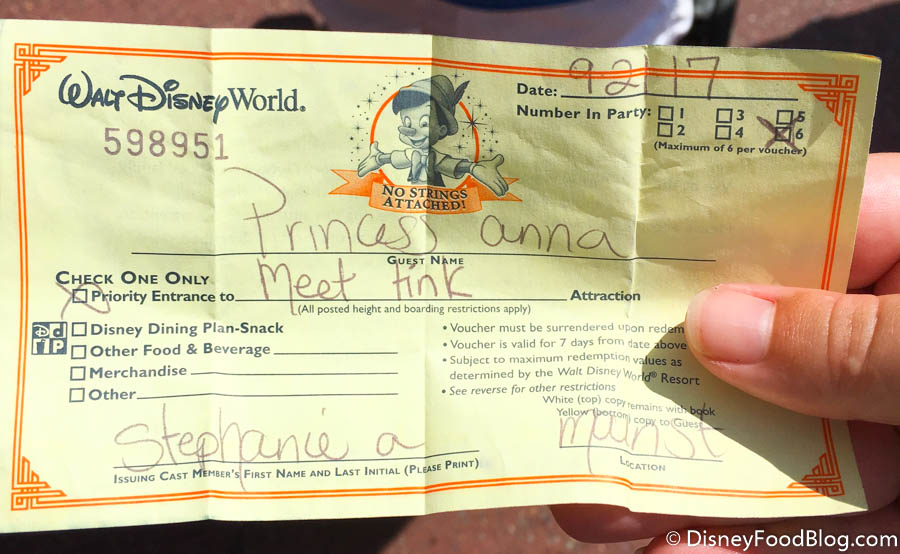 WALT DISNEY World.
598951
NO STRINGS
ATTACHED!
Date: 9 2 17
Number In Party: 1 3 5
2 4 6
(Maximum of 6 per voucher)
Princess anna
GUEST NAME
CHECK ONE ONLY
Priority Entrance to Meet tink Attraction
(All posted height and boarding restrictions apply)
DDIP Disney Dining Plan-Snack
Other Food & Beverage
Merchandise
Other
• Voucher must be surrendered upon redem
• Voucher is valid for 7 days from date above
• Subject to maximum redemption values as
determined by the Walt Disney World® Resort
• See reverse for other restrictions
White (top) copy remains with book
Yellow (bottom) copy to Guest
Stephanie a
main st
ISSUING CAST MEMBER'S FIRST NAME AND LAST INITIAL (PLEASE PRINT)
LOCATION
© DisneyFoodBlog.com